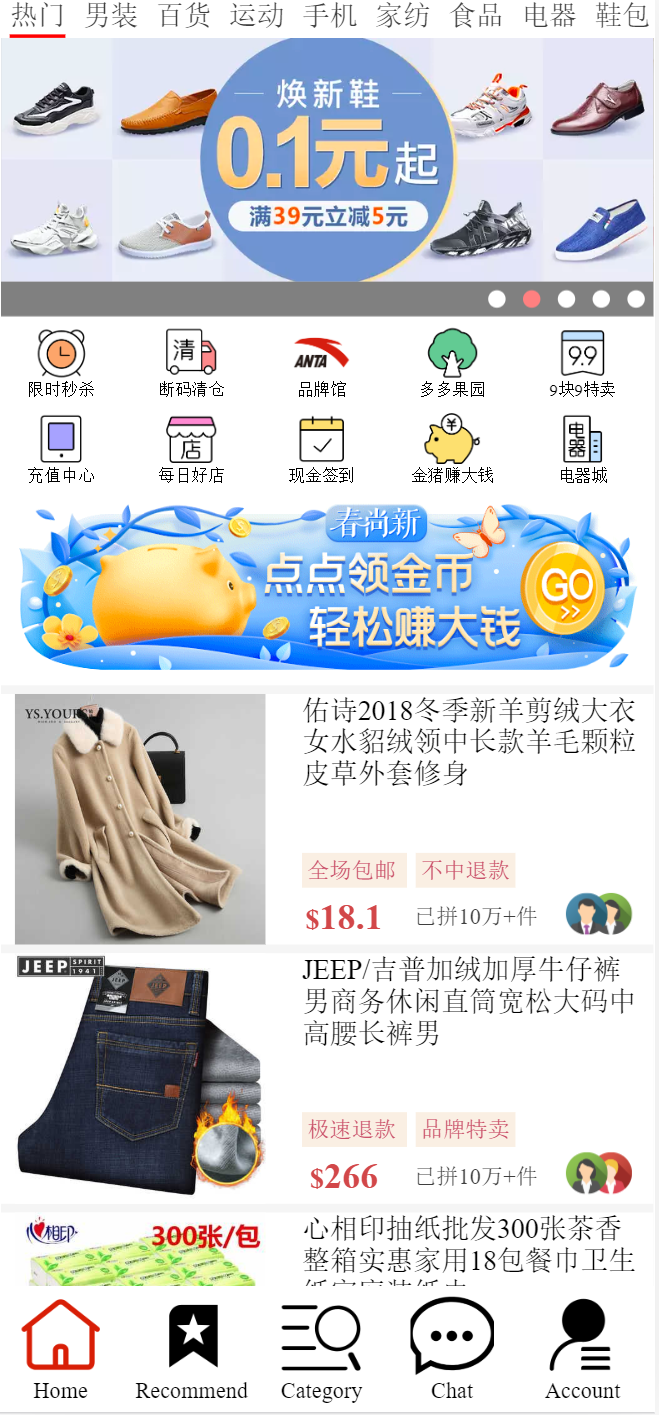 热门 男装 百货 运动 手机 家纺 食品 电器 鞋包
焕新鞋
0.1元起
满39元立减5元
清
ANTA
9.9
限时秒杀 断码清仓 品牌馆 多多果园 9块9特卖
店
¥
电器
充值中心 每日好店 现金签到 金猪赚大钱 电器城
春尚新
点点领金币
GO
轻松赚大钱
>>
YS.YOURS
佑诗2018冬季新羊剪绒大衣
女水貂绒领中长款羊毛颗粒
皮草外套修身
全场包邮 不中退款
$18.1 已拼10万+件
JEEP SPIRIT 1941
JEEP/吉普加绒加厚牛仔裤
男商务休闲直筒宽松大码中
高腰长裤男
极速退款 品牌特卖
$266 已拼10万+件
心相印
300张/包
心相印抽纸批发300张茶香
整箱实惠家用18包餐巾卫生
Home Recommend Category Chat Account